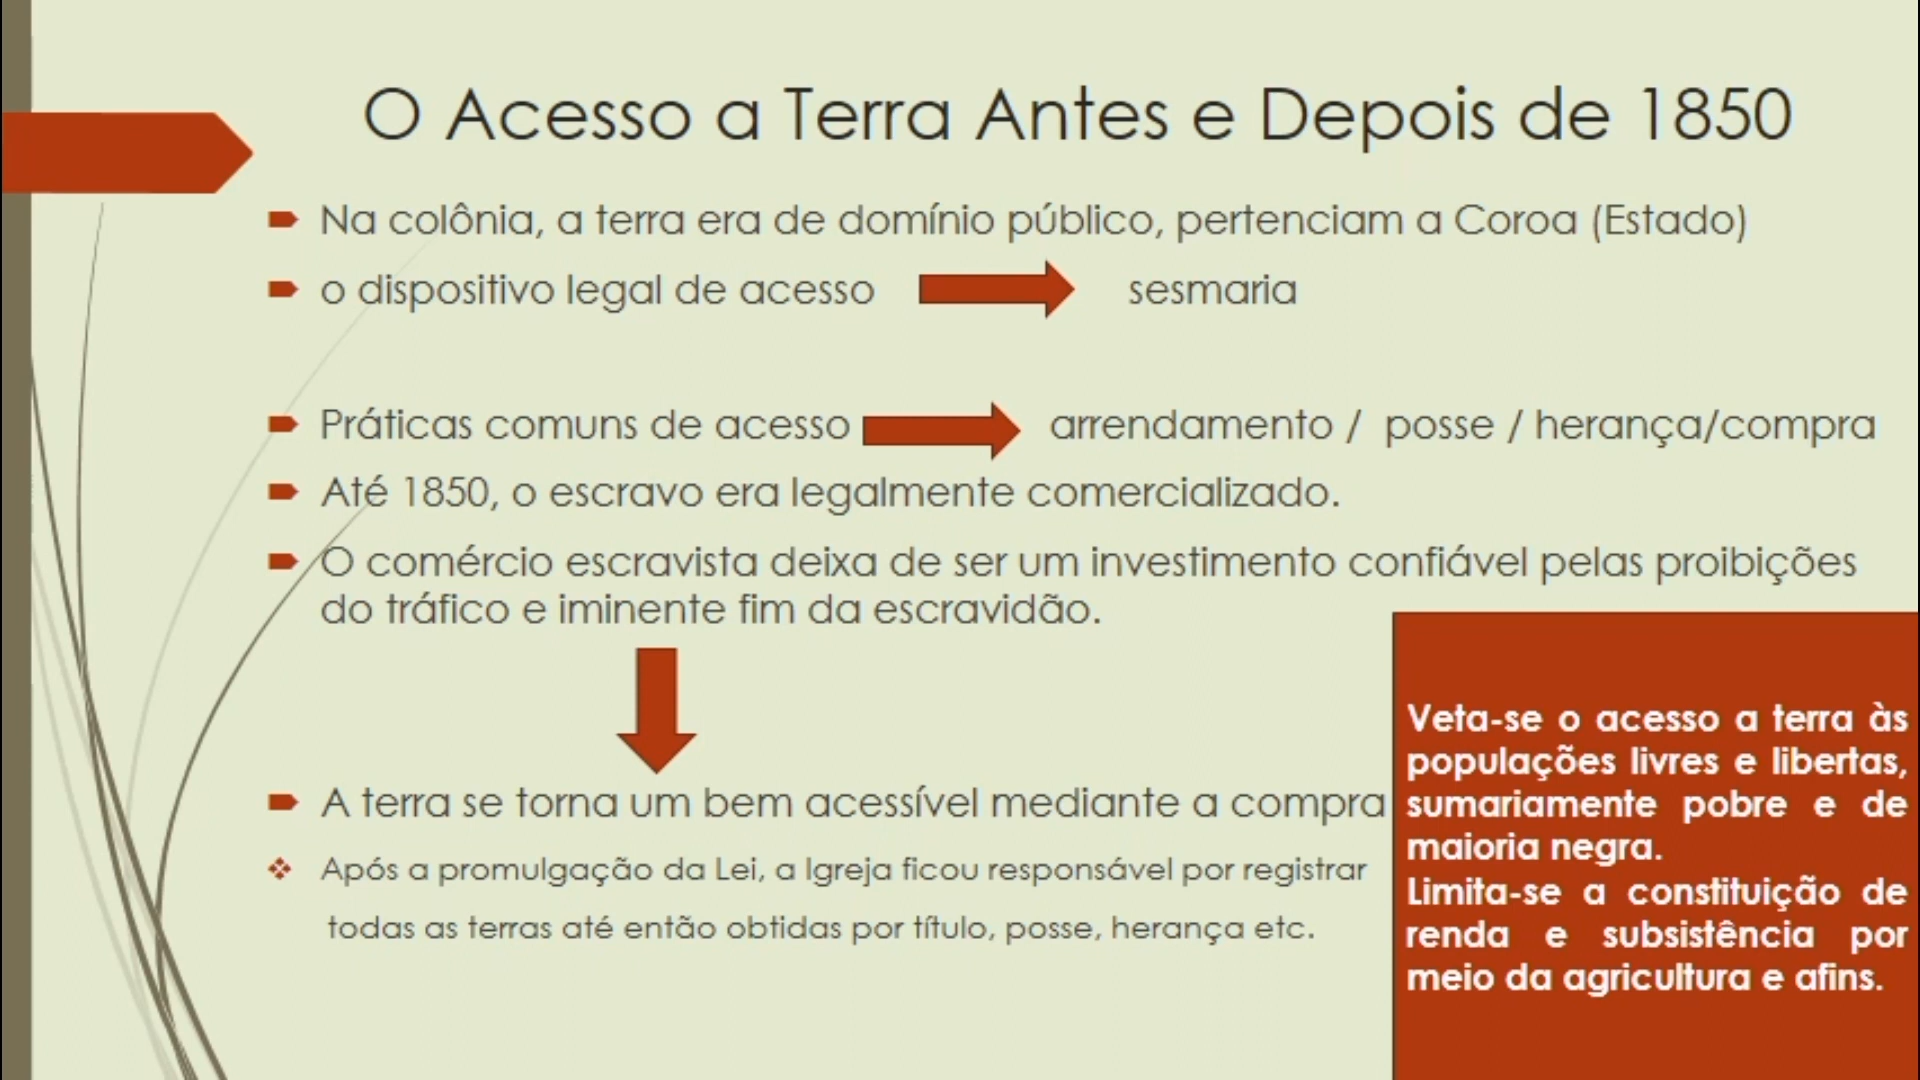 O Acesso a Terra Antes e Depois de 1850
Na colônia, a terra era de domínio público, pertenciam a Coroa (Estado)
o dispositivo legal de acesso sesmaria
Práticas comuns de acesso arrendamento / posse / herança/compra
Até 1850, o escravo era legalmente comercializado.
O comércio escravista deixa de ser um investimento confiável pelas proibições
do tráfico e iminente fim da escravidão.
A terra se torna um bem acessível mediante a compra
Após a promulgação da Lei, a Igreja ficou responsável por registrar
todas as terras até então obtidas por título, posse, herança etc.
Veta-se o acesso a terra às
populações livres e libertas,
sumariamente pobre e de
maioria negra.
Limita-se a constituição de
renda e subsistência por
meio da agricultura e afins.